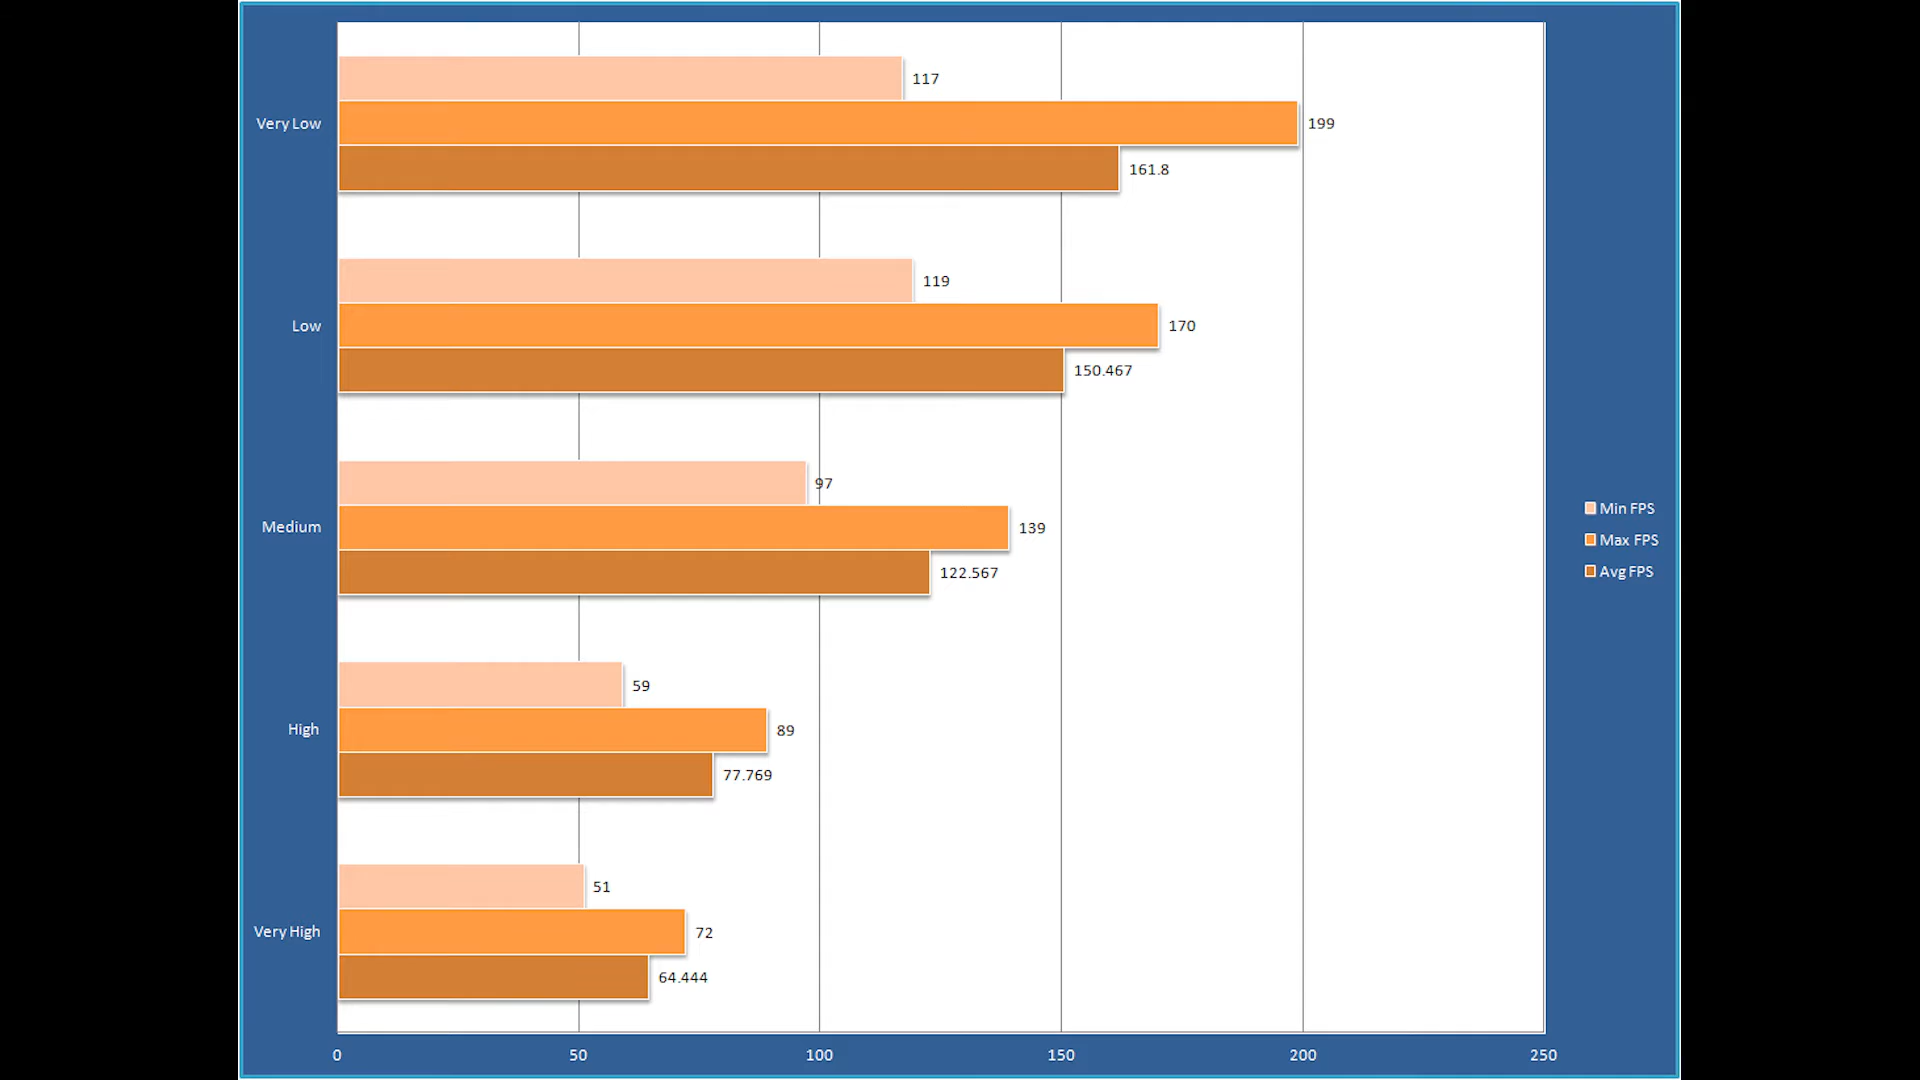 117
Very Low
199
161.8
119
Low
170
150.467
97
Medium
139
122.567
59
High
89
77.769
51
Very High
72
64.444
Min FPS
Max FPS
Avg FPS
0 50 100 150 200 250